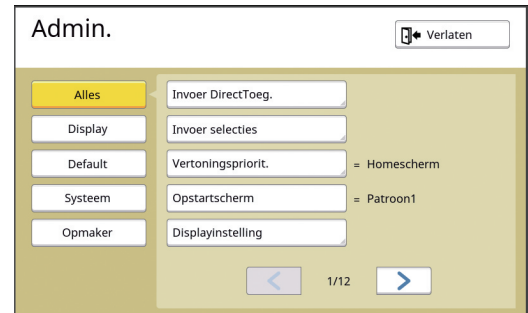 Admin.
Verlaten
Alles
Invoer DirectToeg.
Display
Invoer selecties
Default
Vertoningspriorit.
= Homescherm
Systeem
Opstartscherm
= Patroon1
Opmaker
Displayinstelling
1/12